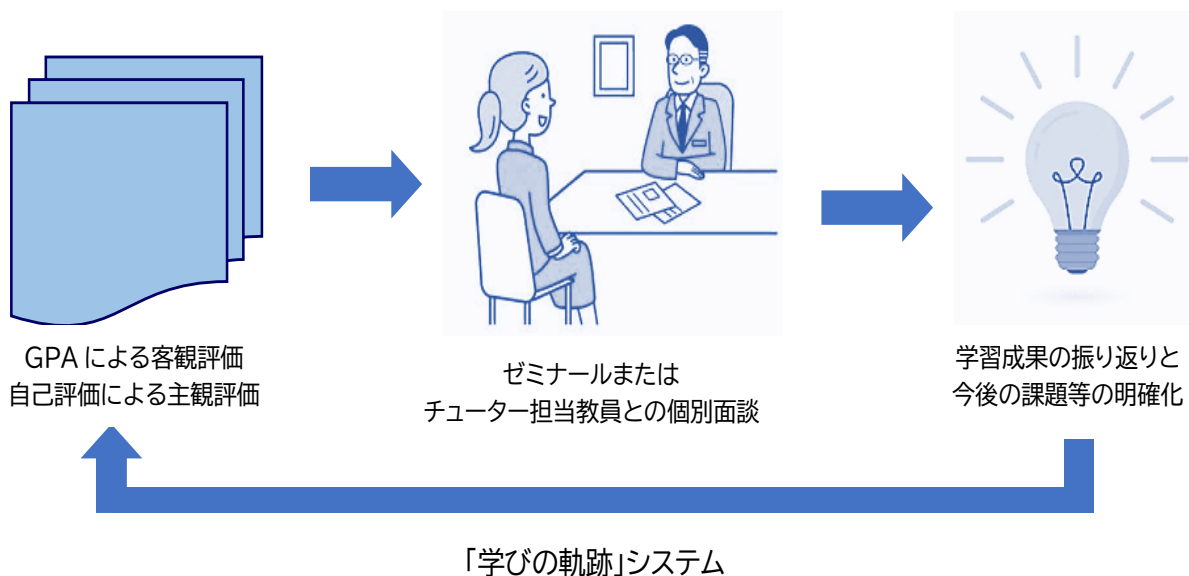 GPAによる客観評価
自己評価による主観評価
ゼミナールまたは
チューター担当教員との個別面談
学習成果の振り返りと
今後の課題等の明確化
「学びの軌跡」システム